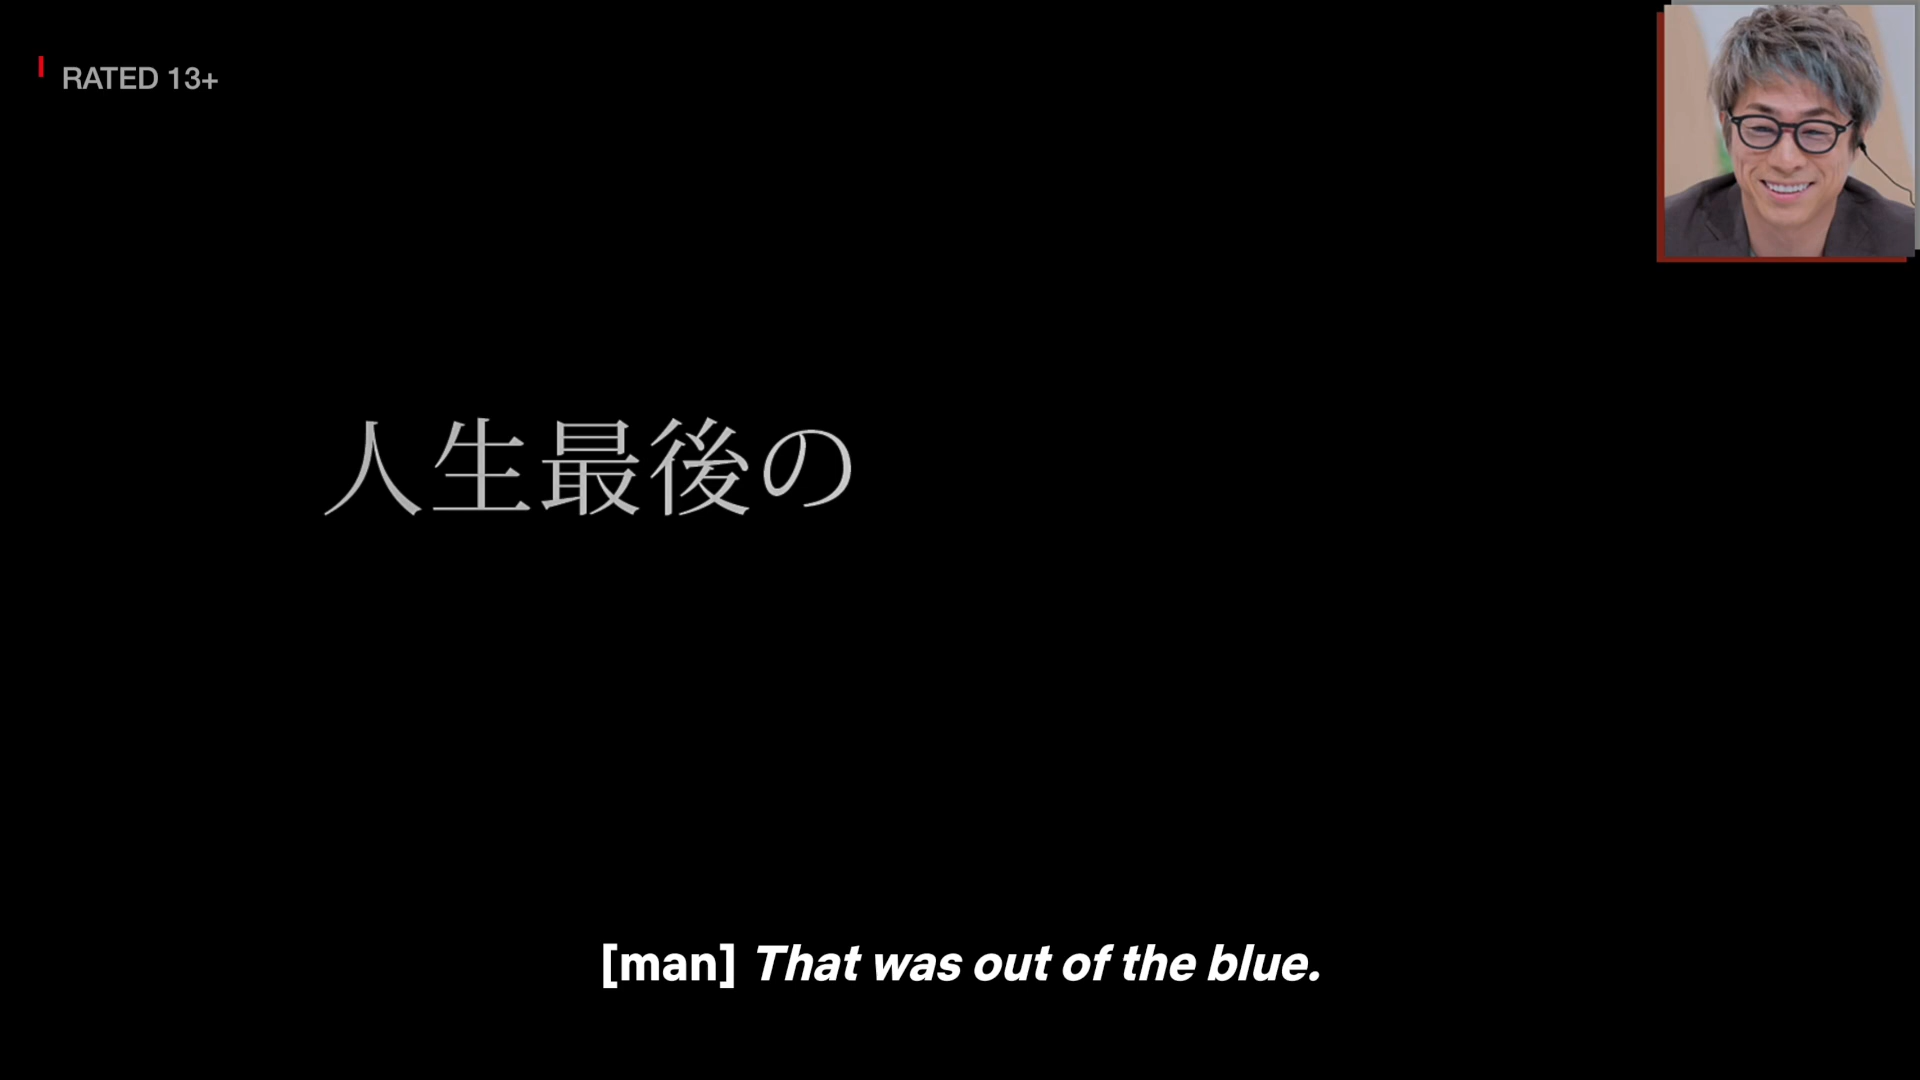 RATED 13+
人生最後の
[man] That was out of the blue.